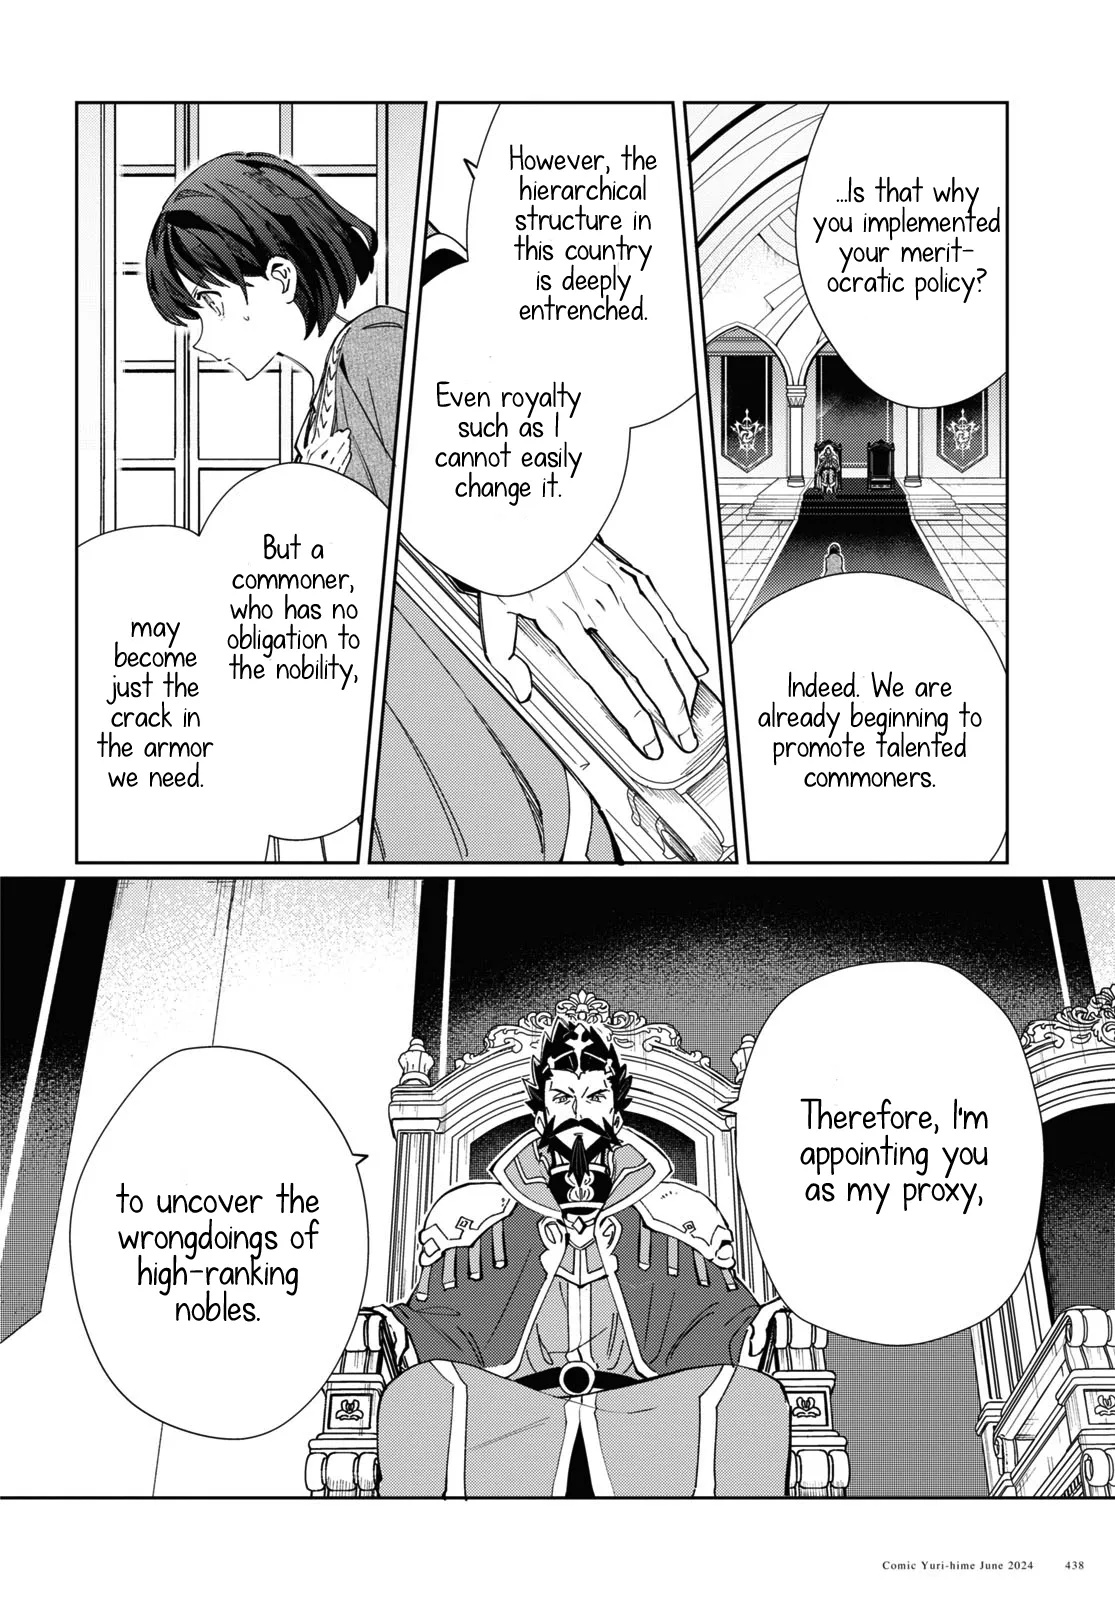 ...Is that why
you implemented
your merit-
ocratic policy?
Indeed. We are
already beginning to
promote talented
commoners.
However, the
hierarchical
structure in
this country
is deeply
entrenched.
Even royalty
such as I
cannot easily
change it.
But a
commoner,
who has no
obligation to
the nobility,
may
become
just the
crack in
the armor
we need.
Therefore, I'm
appointing you
as my proxy,
to uncover the
wrongdoings of
high-ranking
nobles.
Comic Yuri-hime June 2024 438